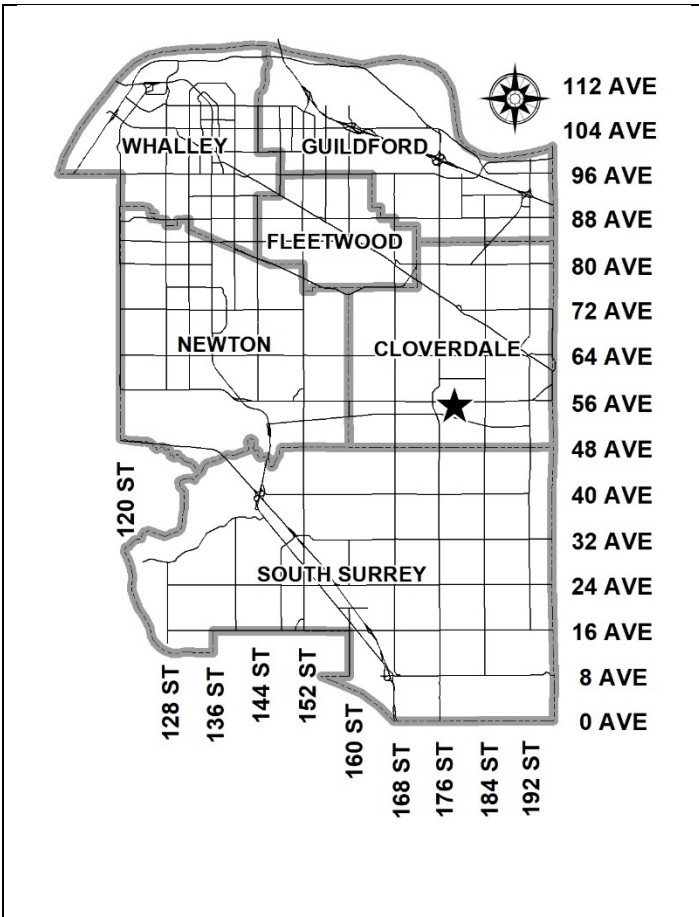 112 AVE
104 AVE
WHALLEY
GUILDFORD
96 AVE
88 AVE
FLEETWOOD
80 AVE
72 AVE
NEWTON
CLOVERDALE
64 AVE
56 AVE
48 AVE
120 ST
40 AVE
32 AVE
SOUTH SURREY
24 AVE
16 AVE
128 ST
136 ST
144 ST
152 ST
160 ST
8 AVE
0 AVE
168 ST
176 ST
184 ST
192 ST